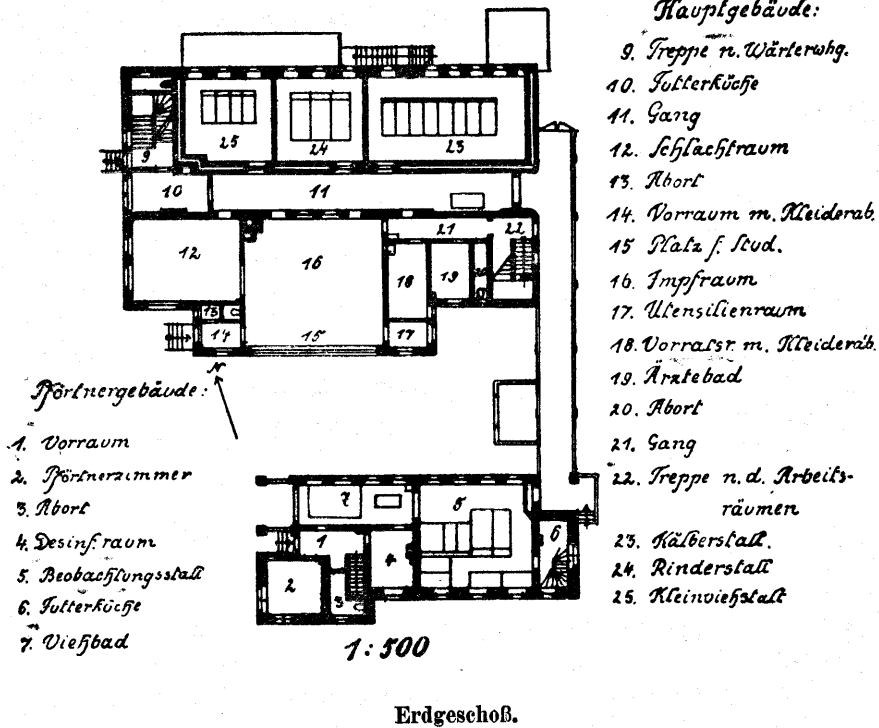 Hauptgebäude:
9. Treppe n. Wärterwhg.
10. Futterküche
11. Gang
12. Schlachtraum
13. Abort
14. Vorraum m. Kleiderab.
15 Platz f. Stud.
16. Impfraum
17. Utensilienraum
18. Vorratsr. m. Kleiderab.
19. Ärztebad
20. Abort
21. Gang
22. Treppe n. d. Arbeits-
räumen
23. Kälberstall.
24. Rinderstall
25. Kleinviehstall
25
24
23
9
10
11
12
16
21
22
18
19
20
13
14
15
17
N
Pförtnergebäude:
1. Vorraum
2. Pförtnerzimmer
3. Abort
4. Desinf. raum
5. Beobachtungsstall
6. Futterküche
7. Viehbad
7
5
6
1
4
2
3
1:500
Erdgeschoß.